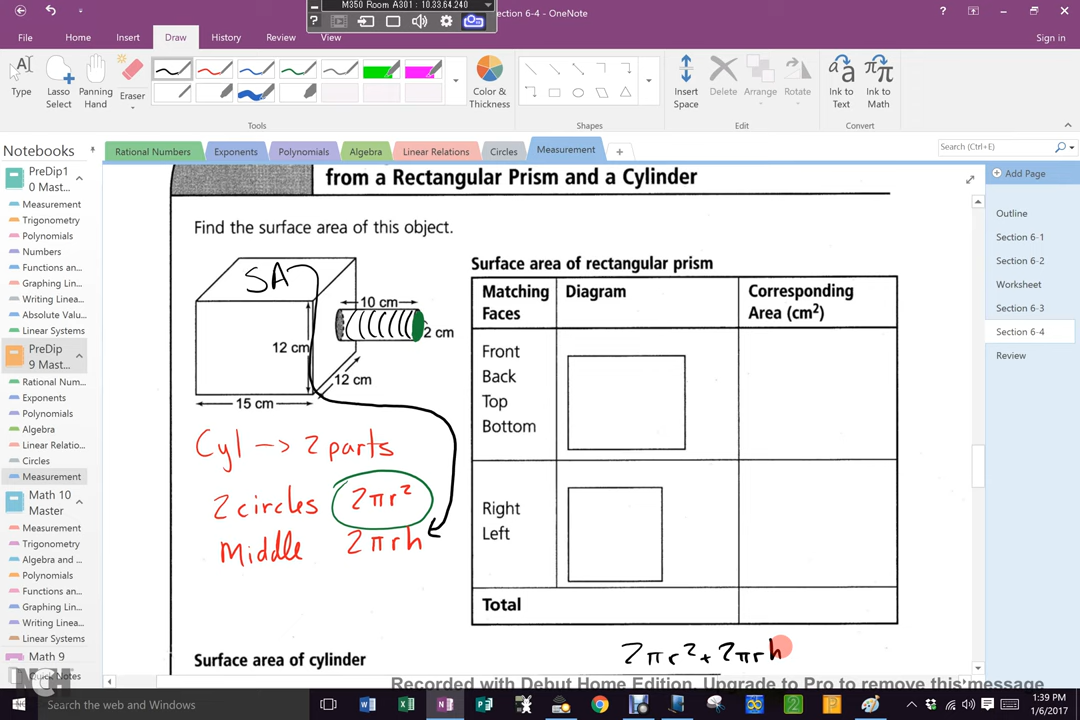 M350 Room A301 : 10.33.64.240
Section 6-4 - OneNote
File Home Insert Draw History Review View
Sign in
Type
Lasso Select
Panning Hand
Eraser
Color & Thickness
Insert Space
Delete
Arrange
Rotate
Ink to Text
Ink to Math
Tools
Shapes
Edit
Convert
Notebooks
Rational Numbers Exponents Polynomials Algebra Linear Relations Circles Measurement
Search (Ctrl+E)
PreDip1
0 Mast...
Measurement
Trigonometry
Polynomials
Numbers
Functions an...
Graphing Lin...
Writing Linea...
Absolute Valu...
Linear Systems
PreDip
9 Mast...
Rational Num...
Exponents
Polynomials
Algebra
Linear Relatio...
Circles
Measurement
Math 10
Master
Measurement
Trigonometry
Algebra and ...
Polynomials
Functions an...
Graphing Lin...
Writing Linea...
Linear Systems
Math 9
Quick Notes
NCH
Add Page
Outline
Section 6-1
Section 6-2
Worksheet
Section 6-3
Section 6-4
Review
from a Rectangular Prism and a Cylinder
Find the surface area of this object.
SA
10 cm
2 cm
12 cm
12 cm
15 cm
Cyl → 2 parts
2 circles 2πr²
Middle 2πrh
Surface area of rectangular prism
Matching Faces
Diagram
Corresponding Area (cm²)
Front
Back
Top
Bottom
Right
Left
Total
2πr² + 2πrh
Surface area of cylinder
Recorded with Debut Home Edition. Upgrade to Pro to remove this message
Search the web and Windows
1:39 PM
1/6/2017